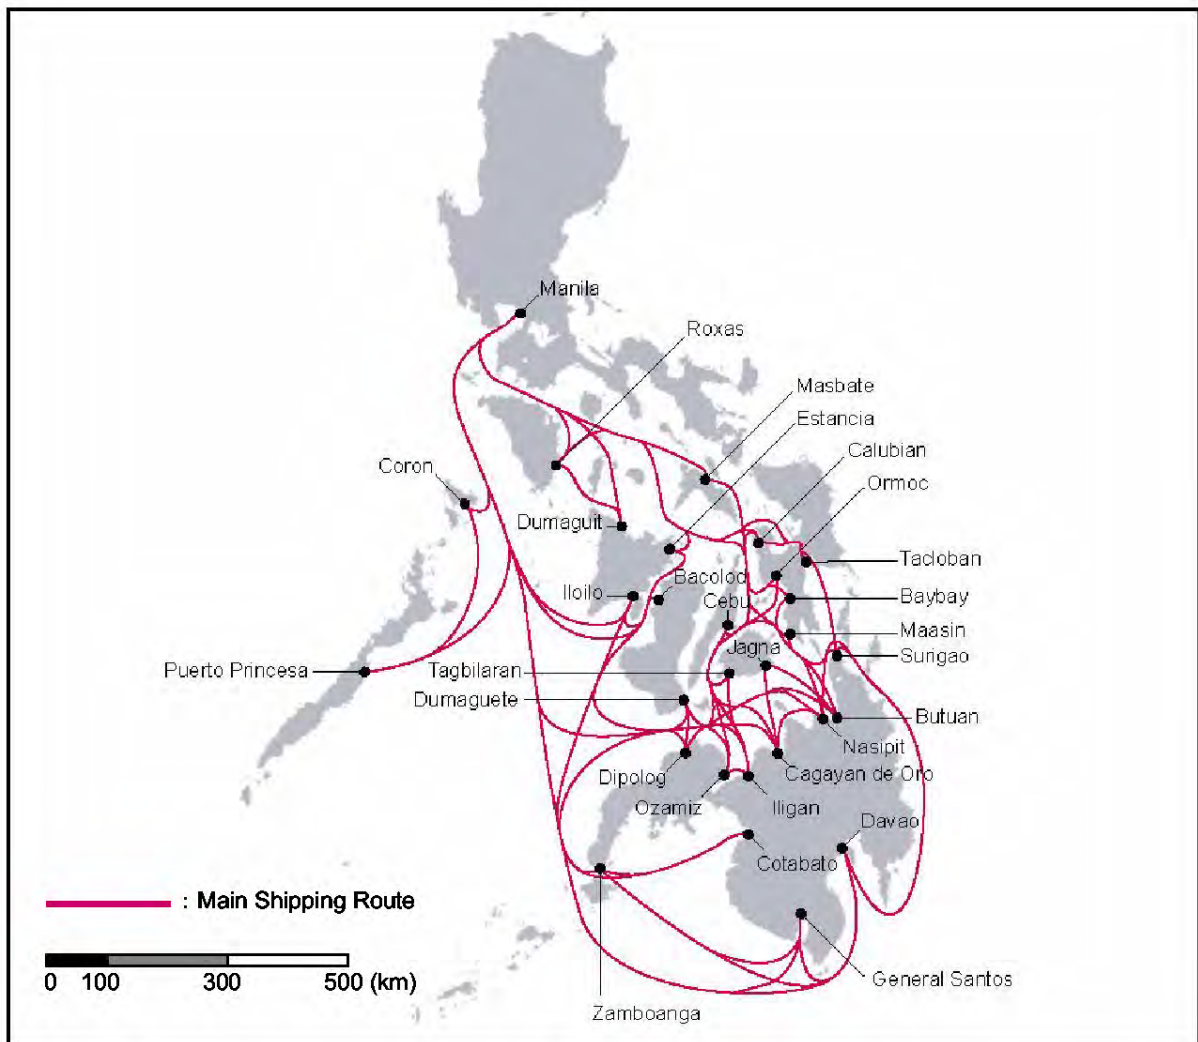 Manila
Roxas
Masbate
Estancia
Calubian
Coron
Ormoc
Dumaguit
Tacloban
Bacolod
Iloilo
Cebu
Baybay
Maasin
Jagna
Surigao
Puerto Princesa
Tagbilaran
Dumaguete
Butuan
Nasipit
Dipolog
Cagayan de Oro
Ozamiz
Iligan
Davao
Cotabato
: Main Shipping Route
0 100 300 500 (km)
General Santos
Zamboanga